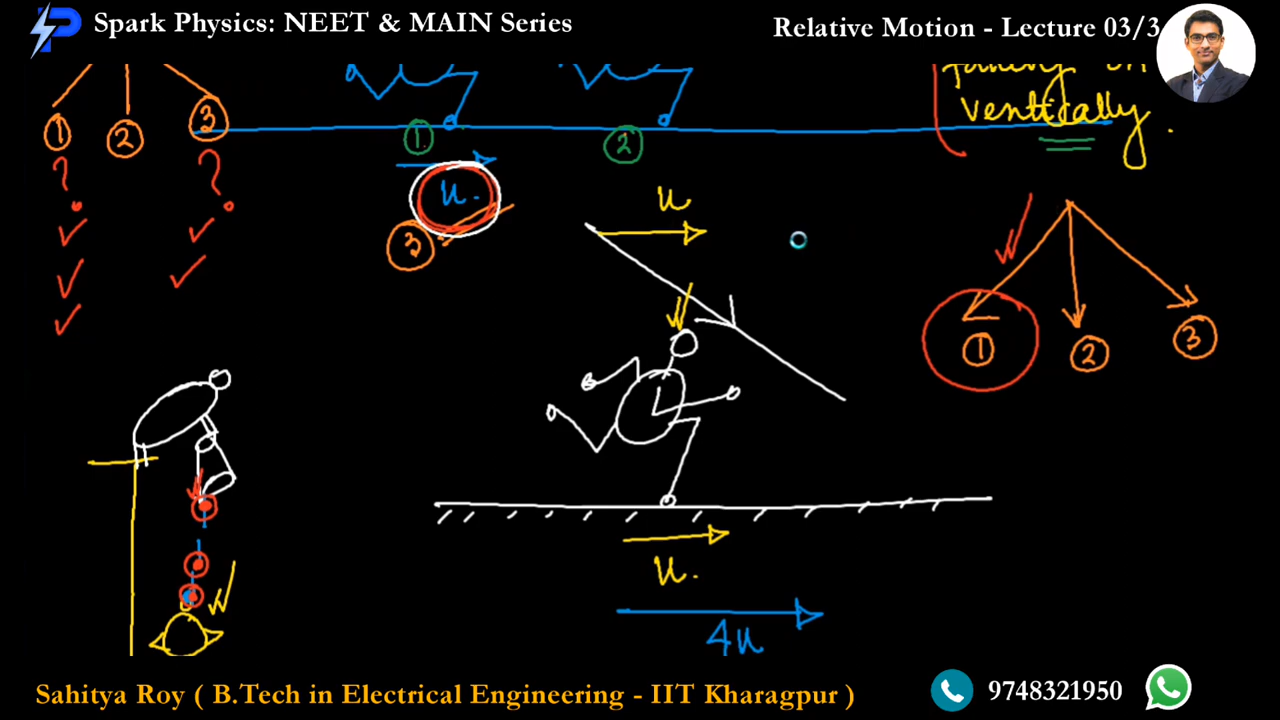 Spark Physics: NEET & MAIN Series
Relative Motion - Lecture 03/3
vertically.
① ② ③
? ?
① ②
u.
③
u
① ② ③
u.
4u
Sahitya Roy ( B.Tech in Electrical Engineering - IIT Kharagpur )
9748321950